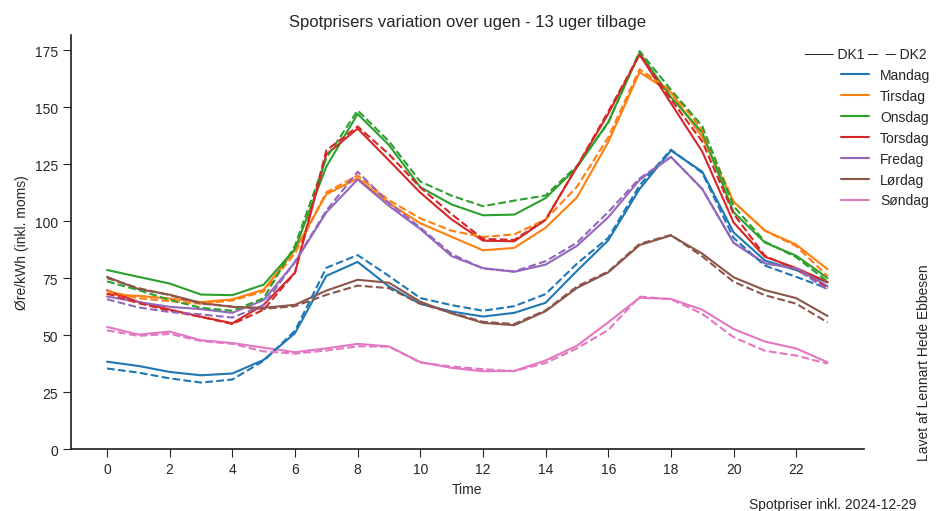 Spotprisers variation over ugen - 13 uger tilbage
Øre/kWh (inkl. moms)
175
150
125
100
75
50
25
0
0 2 4 6 8 10 12 14 16 18 20 22
Time
DK1 DK2
Mandag
Tirsdag
Onsdag
Torsdag
Fredag
Lørdag
Søndag
Lavet af Lennart Hede Ebbesen
Spotpriser inkl. 2024-12-29